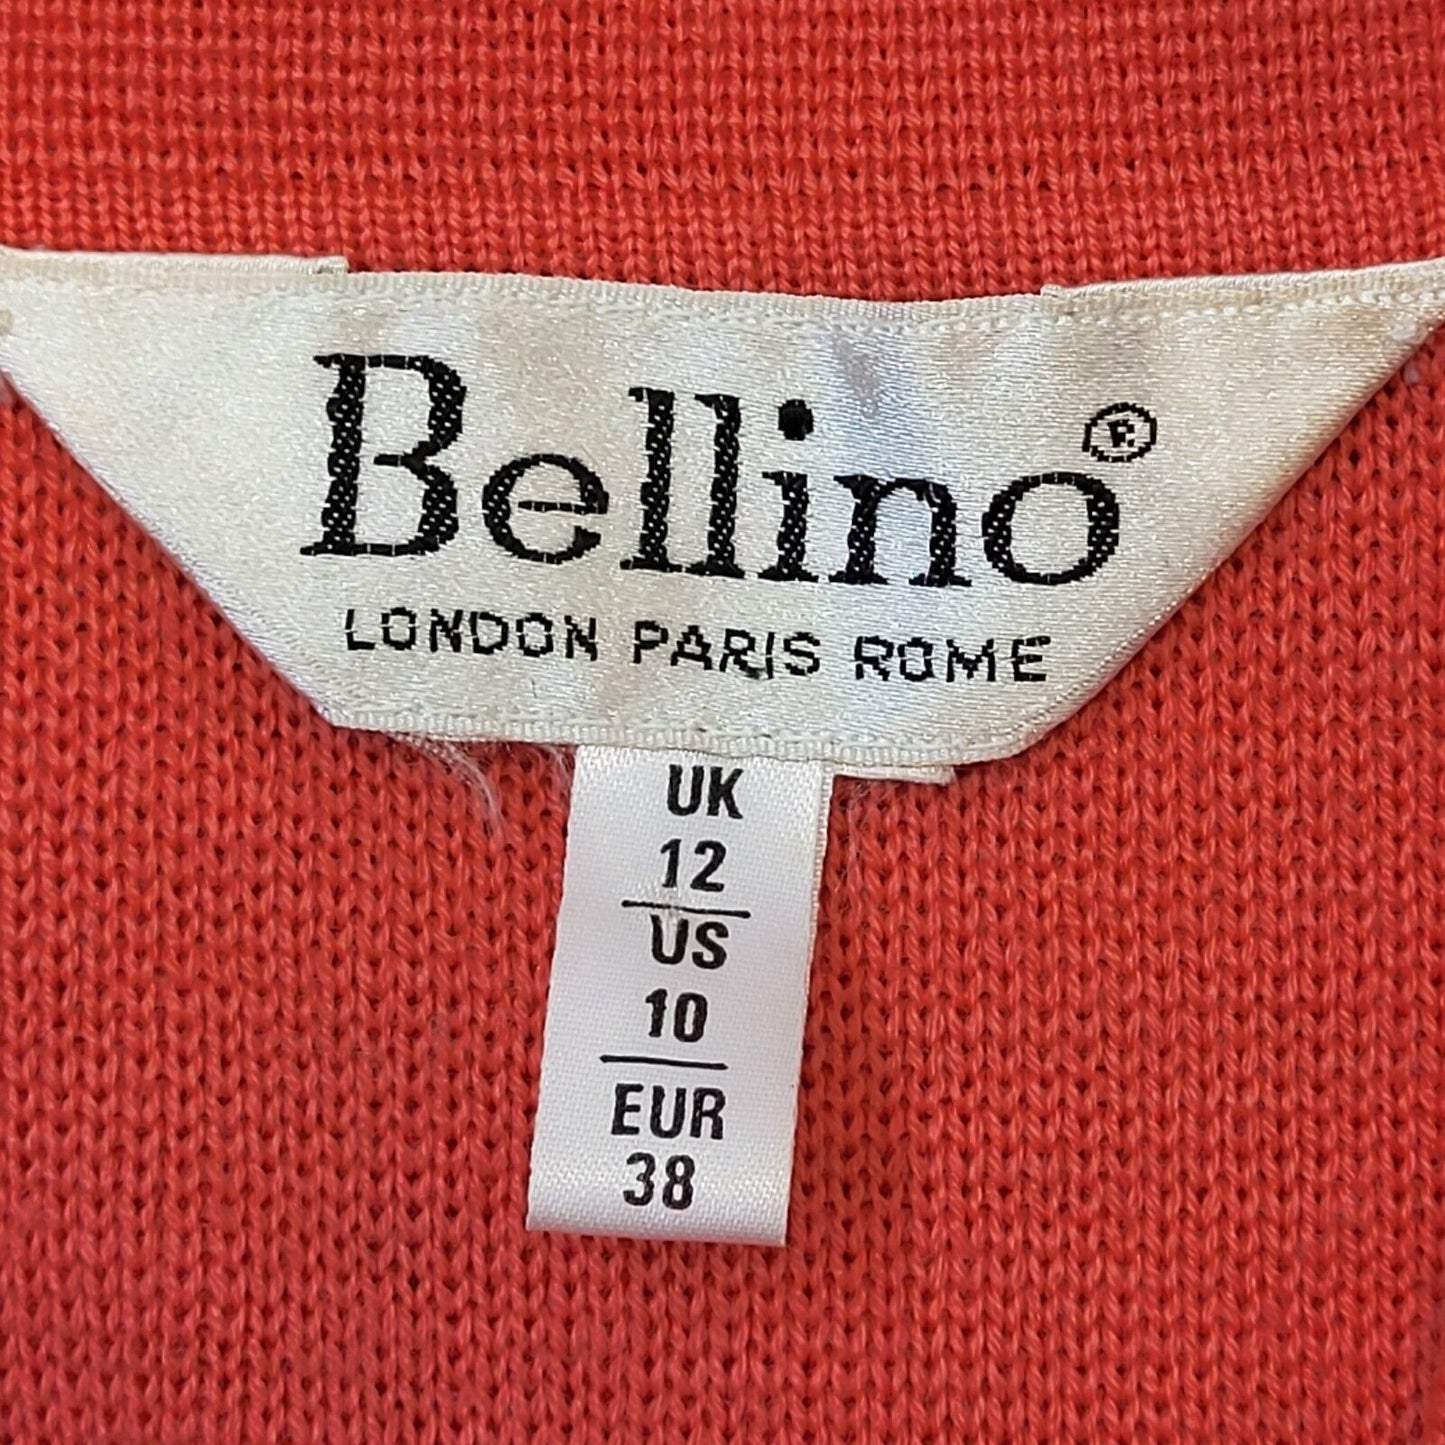 Bellino®
LONDON PARIS ROME
UK
12
US
10
EUR
38